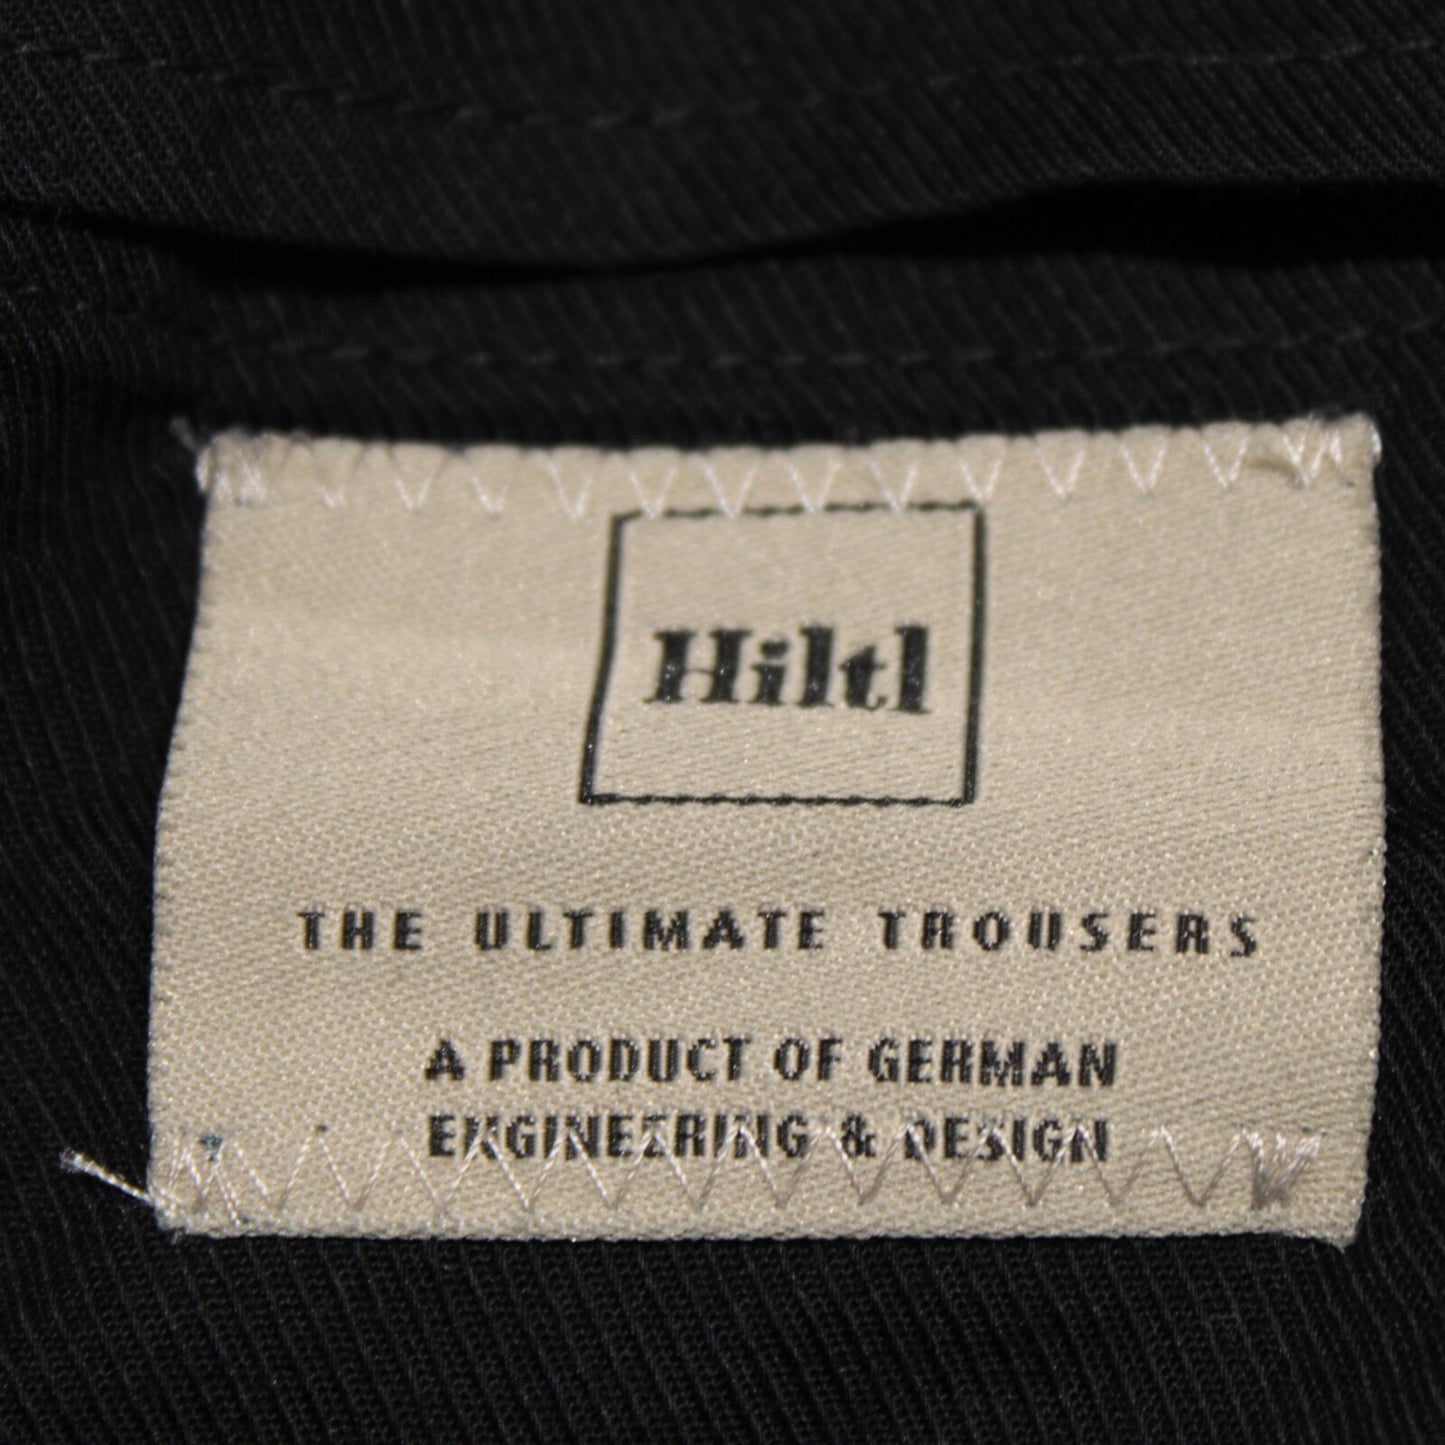 Hiltl
THE ULTIMATE TROUSERS
A PRODUCT OF GERMAN
ENGINEERING & DESIGN